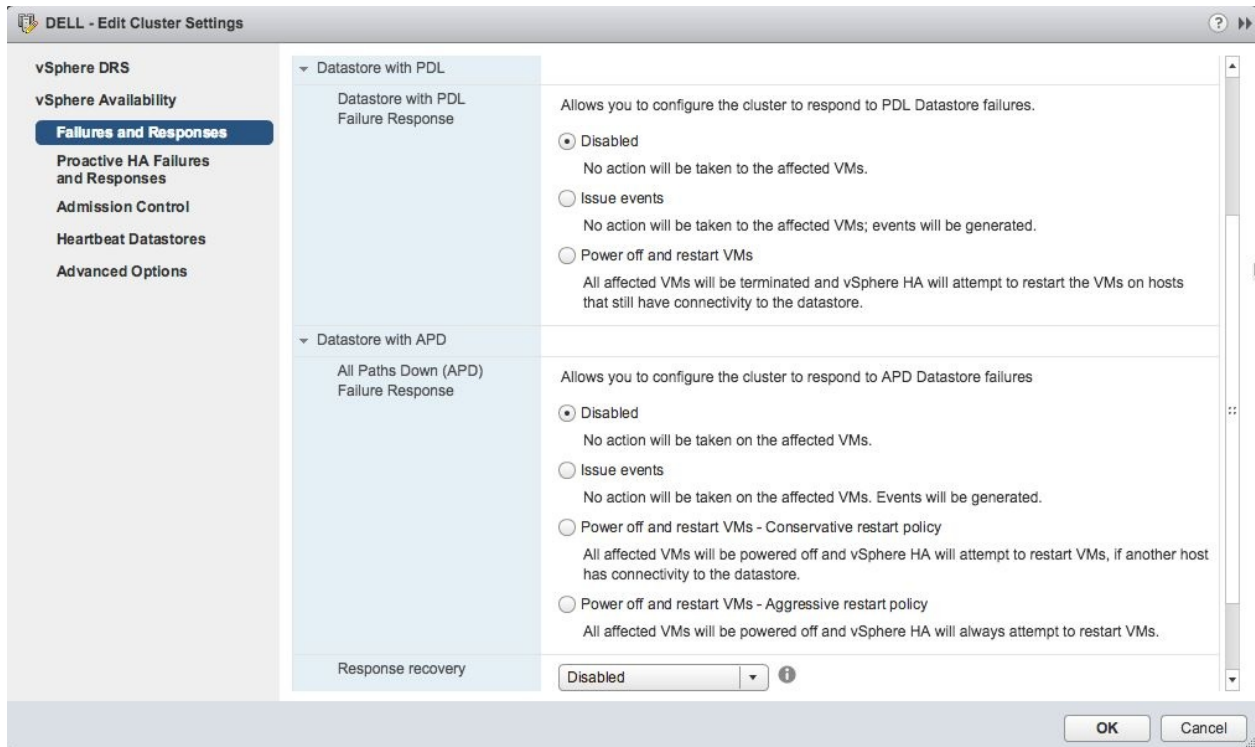 DELL - Edit Cluster Settings
?
vSphere DRS
vSphere Availability
Failures and Responses
Proactive HA Failures
and Responses
Admission Control
Heartbeat Datastores
Advanced Options
Datastore with PDL
Datastore with PDL
Failure Response
Allows you to configure the cluster to respond to PDL Datastore failures.
Disabled
No action will be taken to the affected VMs.
Issue events
No action will be taken to the affected VMs; events will be generated.
Power off and restart VMs
All affected VMs will be terminated and vSphere HA will attempt to restart the VMs on hosts
that still have connectivity to the datastore.
Datastore with APD
All Paths Down (APD)
Failure Response
Allows you to configure the cluster to respond to APD Datastore failures
Disabled
No action will be taken on the affected VMs.
Issue events
No action will be taken on the affected VMs. Events will be generated.
Power off and restart VMs - Conservative restart policy
All affected VMs will be powered off and vSphere HA will attempt to restart VMs, if another host
has connectivity to the datastore.
Power off and restart VMs - Aggressive restart policy
All affected VMs will be powered off and vSphere HA will always attempt to restart VMs.
Response recovery
Disabled
OK
Cancel